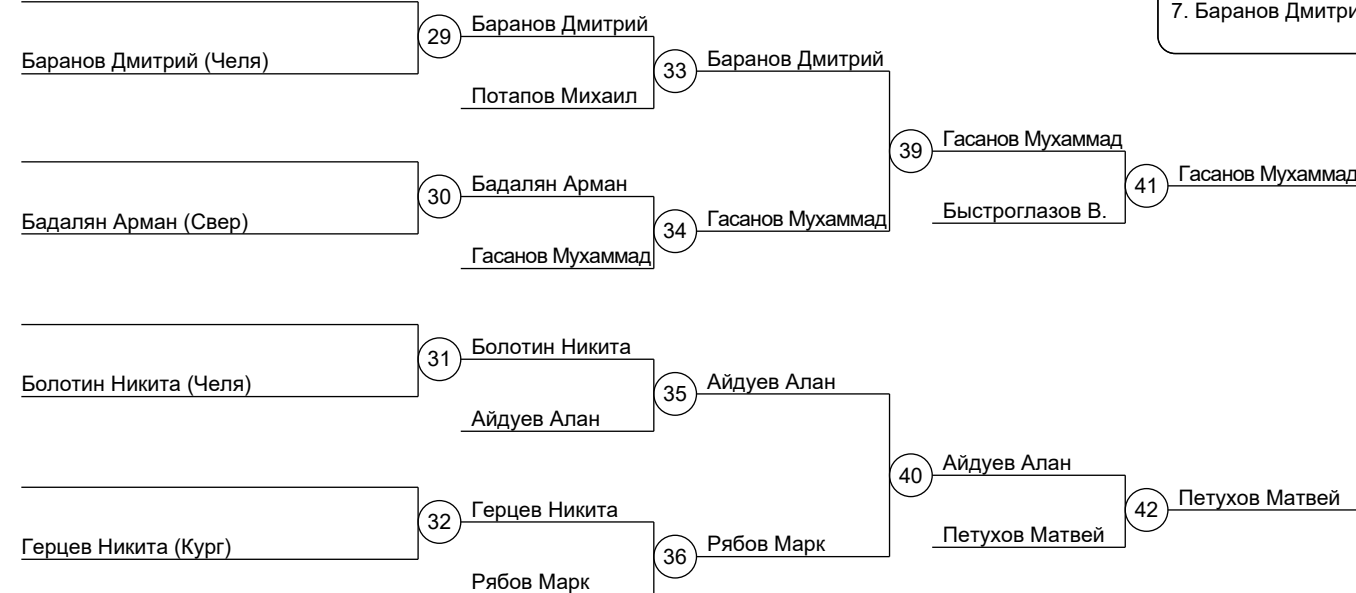 7. Баранов Дмитри
Баранов Дмитрий
29
Баранов Дмитрий (Челя)
Баранов Дмитрий
33
Потапов Михаил
Гасанов Мухаммад
39
Гасанов Мухаммад
41
Бадалян Арман
30
Быстроглазов В.
Бадалян Арман (Свер)
Гасанов Мухаммад
34
Гасанов Мухаммад
Болотин Никита
31
Болотин Никита (Челя)
Айдуев Алан
35
Айдуев Алан
Айдуев Алан
40
Петухов Матвей
42
Герцев Никита
32
Петухов Матвей
Герцев Никита (Кург)
Рябов Марк
36
Рябов Марк